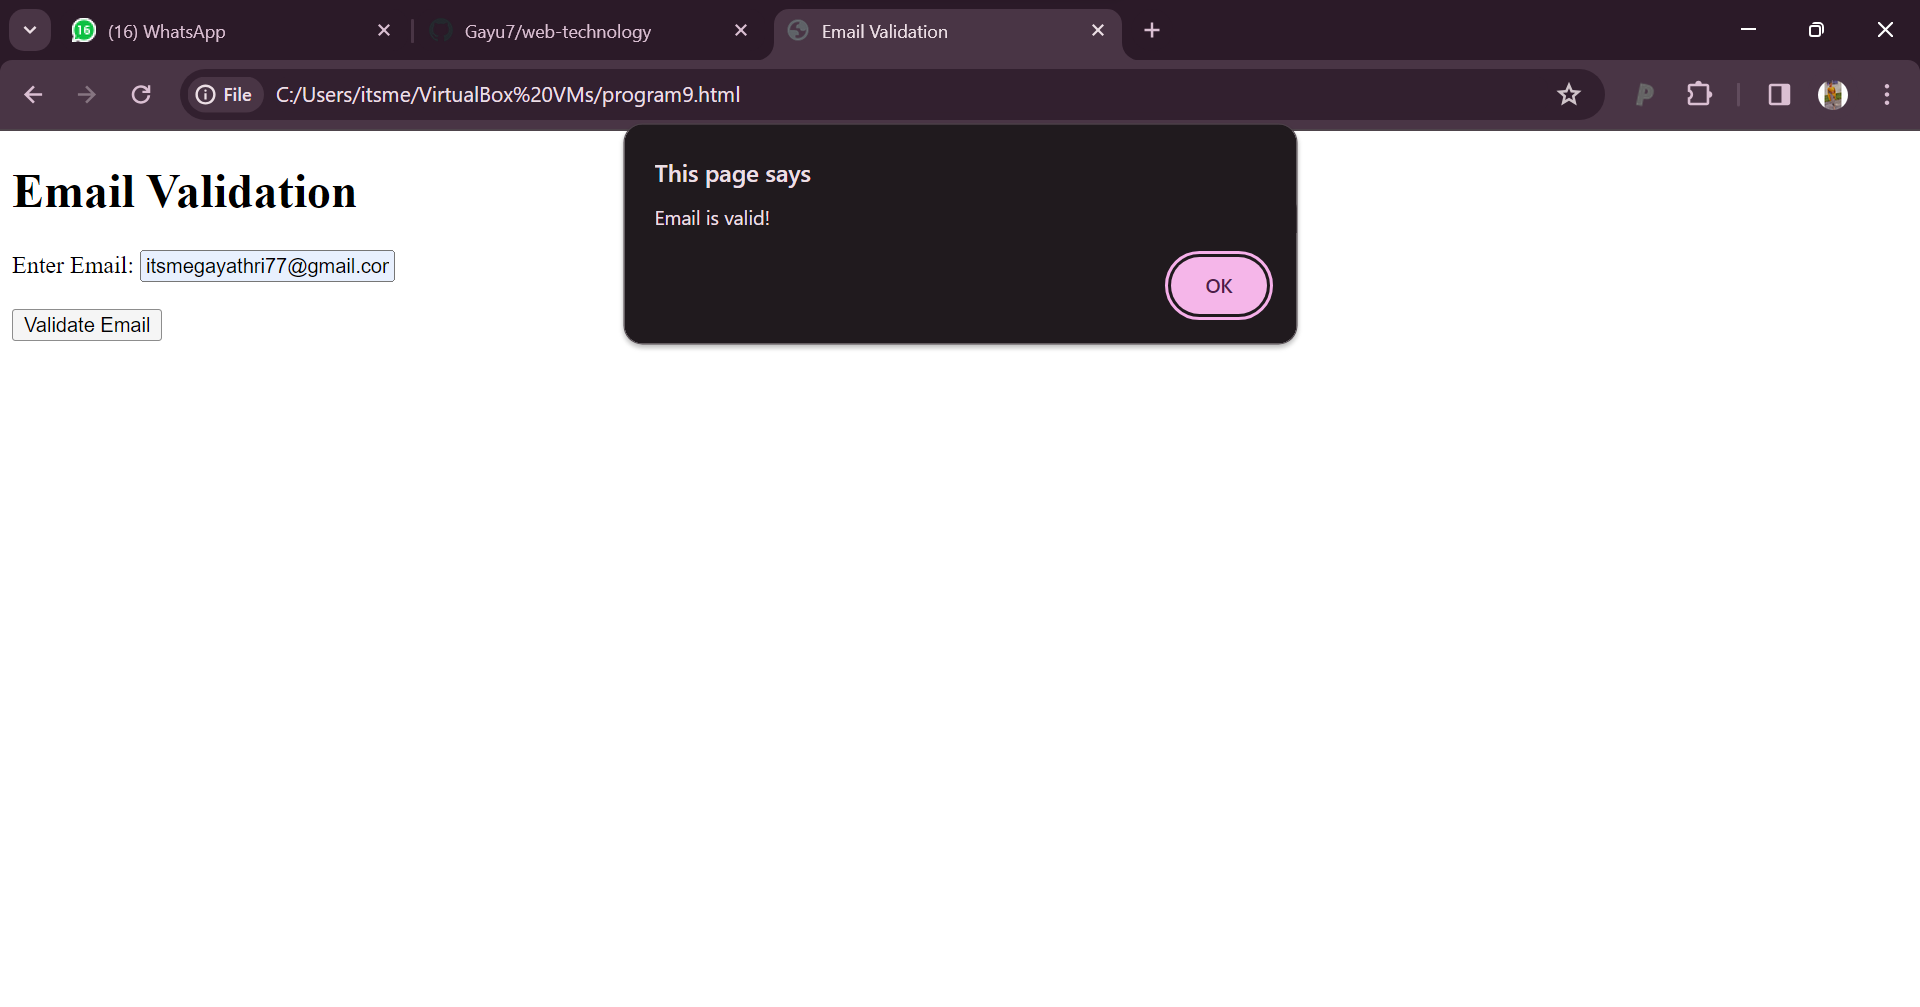 16 (16) WhatsApp
Gayu7/web-technology
Email Validation
File C:/Users/itsme/VirtualBox%20VMs/program9.html
P
This page says
Email is valid!
OK
Email Validation
Enter Email: itsmegayathri77@gmail.cor
Validate Email